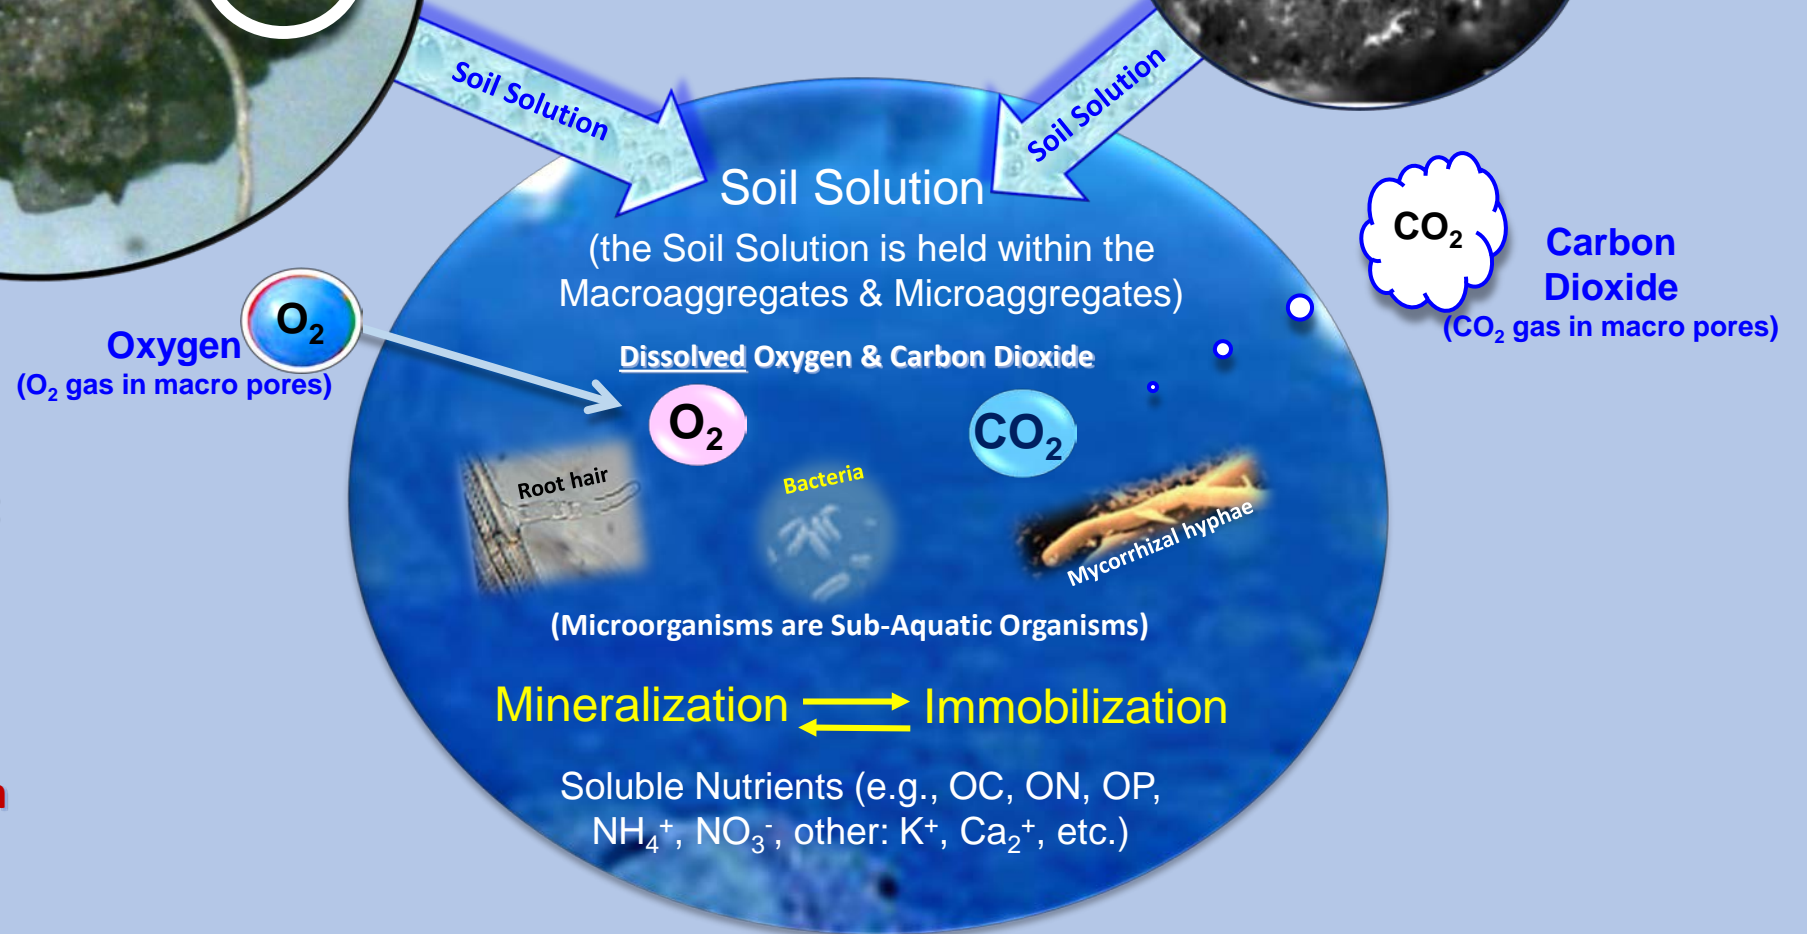 Soil Solution
Soil Solution
Soil Solution
(the Soil Solution is held within the
Macroaggregates & Microaggregates)
CO₂
Carbon
Dioxide
(CO₂ gas in macro pores)
O₂
Oxygen
(O₂ gas in macro pores)
Dissolved Oxygen & Carbon Dioxide
O₂
CO₂
Root hair
Bacteria
Mycorrhizal hyphae
(Microorganisms are Sub-Aquatic Organisms)
Mineralization
Immobilization
Soluble Nutrients (e.g., OC, ON, OP,
NH₄⁺, NO₃⁻, other: K⁺, Ca₂⁺, etc.)